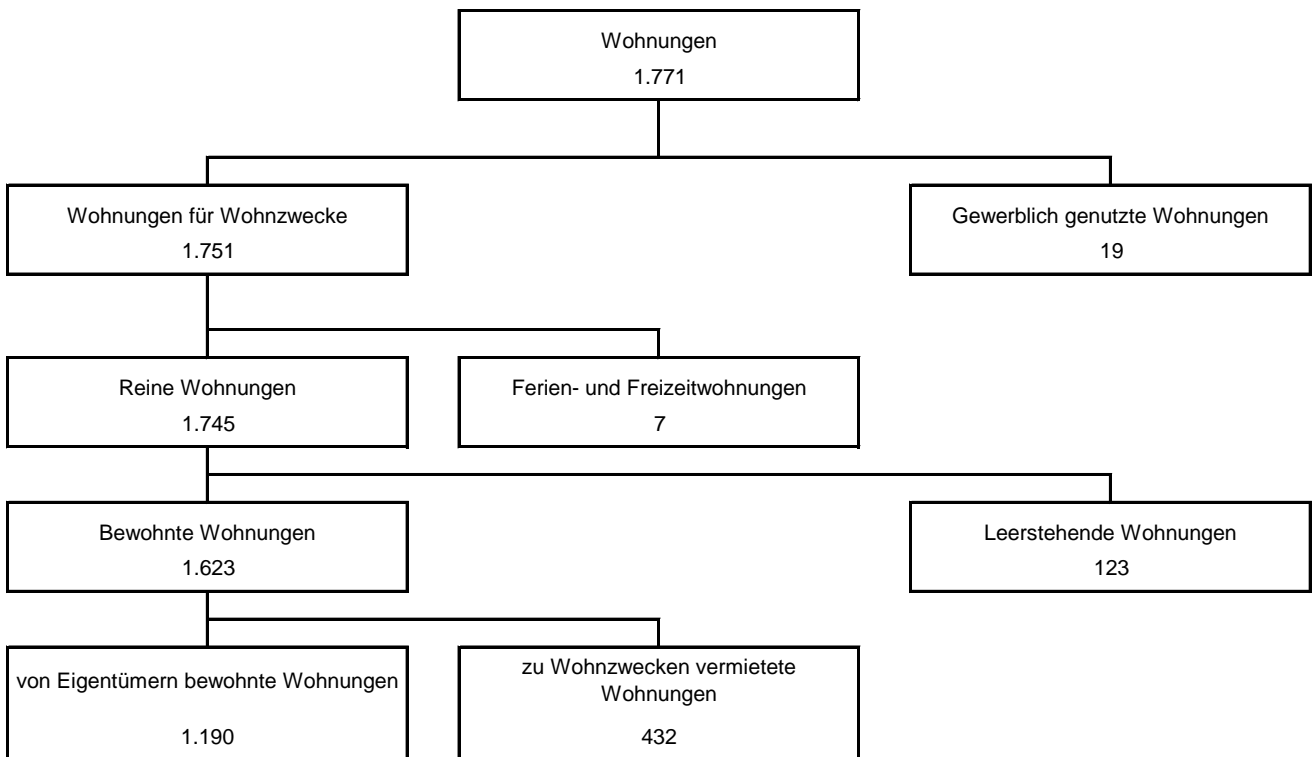 Wohnungen
1.771
Wohnungen für Wohnzwecke
1.751
Gewerblich genutzte Wohnungen
19
Reine Wohnungen
1.745
Ferien- und Freizeitwohnungen
7
Bewohnte Wohnungen
1.623
Leerstehende Wohnungen
123
von Eigentümern bewohnte Wohnungen
1.190
zu Wohnzwecken vermietete
Wohnungen
432